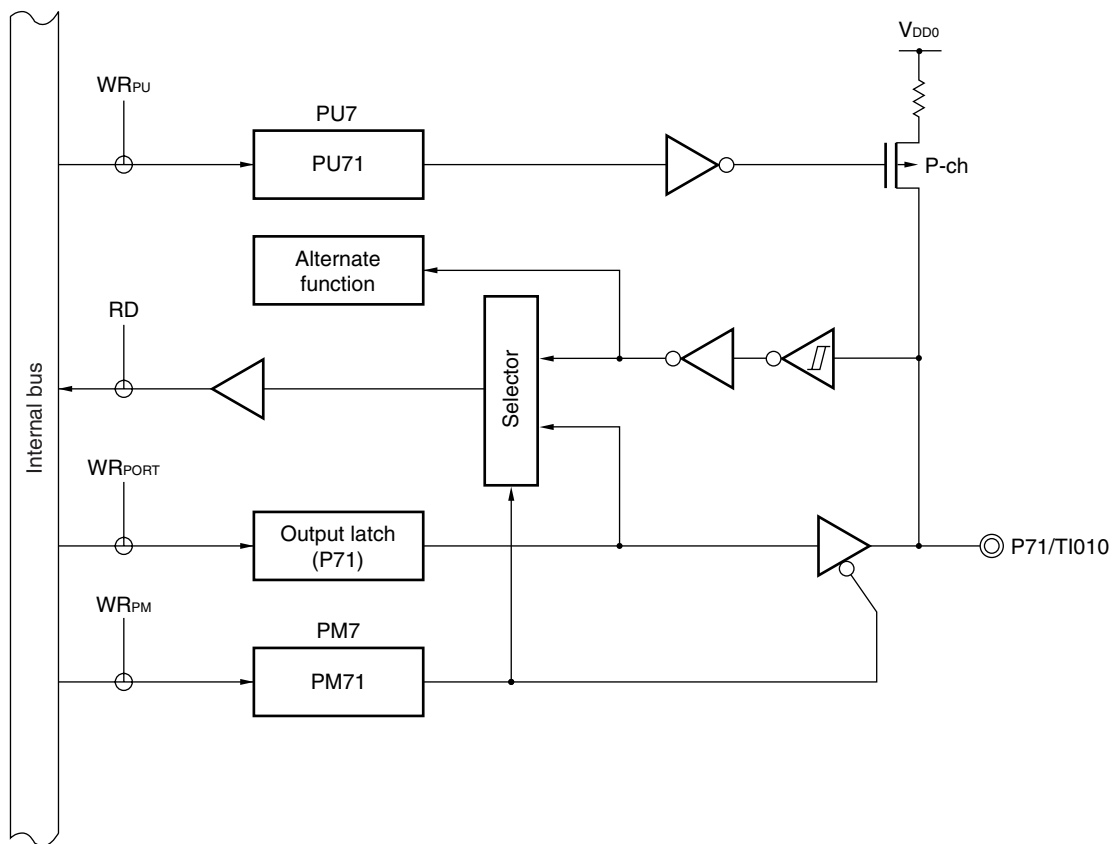 VDD0
WRPU
PU7
PU71
P-ch
Alternate
function
RD
Selector
Internal bus
WRPORT
Output latch
(P71)
P71/TI010
WRPM
PM7
PM71